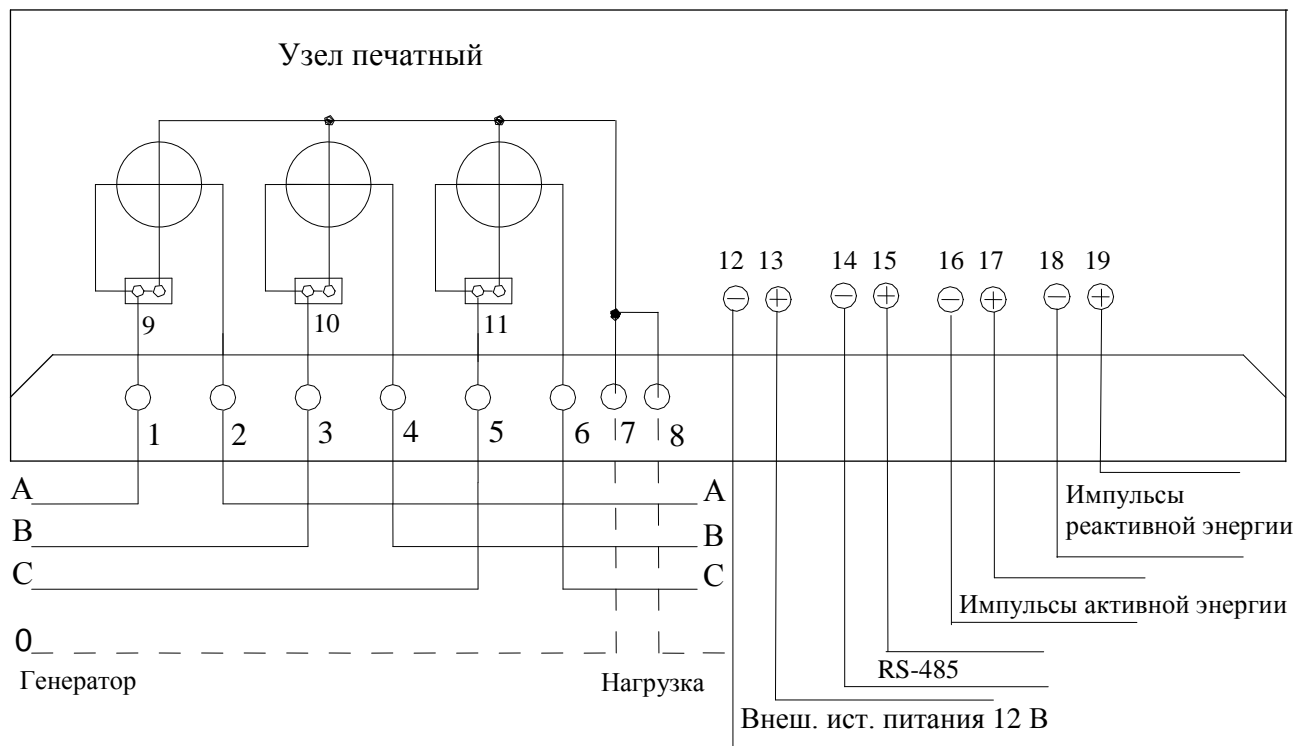 Узел печатный
12 13 14 15 16 17 18 19
9 10 11
1 2 3 4 5 6 7 8
A A
B B
C C
Импульсы
реактивной энергии
Импульсы активной энергии
0
RS-485
Генератор Нагрузка
Внеш. ист. питания 12 В